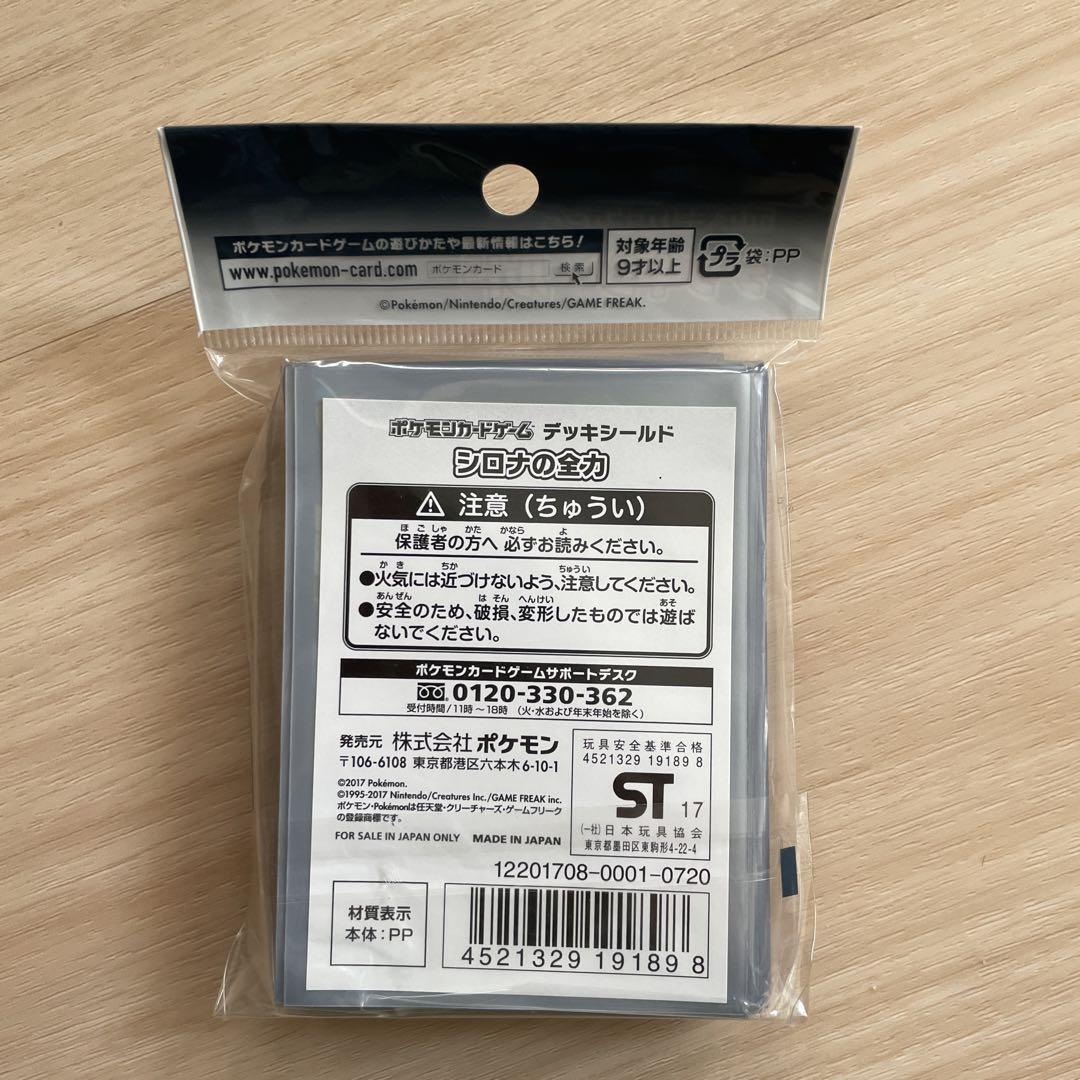 ポケモンカードゲームの遊びかたや最新情報はこちら!
www.pokemon-card.com ポケモンカード 検索
対象年齢
9才以上
プラ 袋:PP
©Pokémon/Nintendo/Creatures/GAME FREAK.
ポケモンカードゲーム デッキシールド
シロナの全力
注意(ちゅうい)
ほごしゃ かた かなら よ
保護者の方へ 必ずお読みください。
かき ちか ちゅうい
●火気には近づけないよう、注意してください。
あんぜん はそん へんけい あそ
●安全のため、破損、変形したものでは遊ば
ないでください。
ポケモンカードゲームサポートデスク
0120-330-362
受付時間/11時~18時 (火・水および年末年始を除く)
発売元 株式会社 ポケモン
〒106-6108 東京都港区六本木6-10-1
©2017 Pokémon.
©1995-2017 Nintendo/Creatures Inc./GAME FREAK inc.
ポケモン・Pokémonは任天堂・クリーチャーズ・ゲームフリーク
の登録商標です。
FOR SALE IN JAPAN ONLY MADE IN JAPAN
玩具安全基準合格
4521329 19189 8
ST 17
(一社)日本玩具協会
東京都墨田区東駒形4-22-4
12201708-0001-0720
材質表示
本体:PP
4521329 19189 8